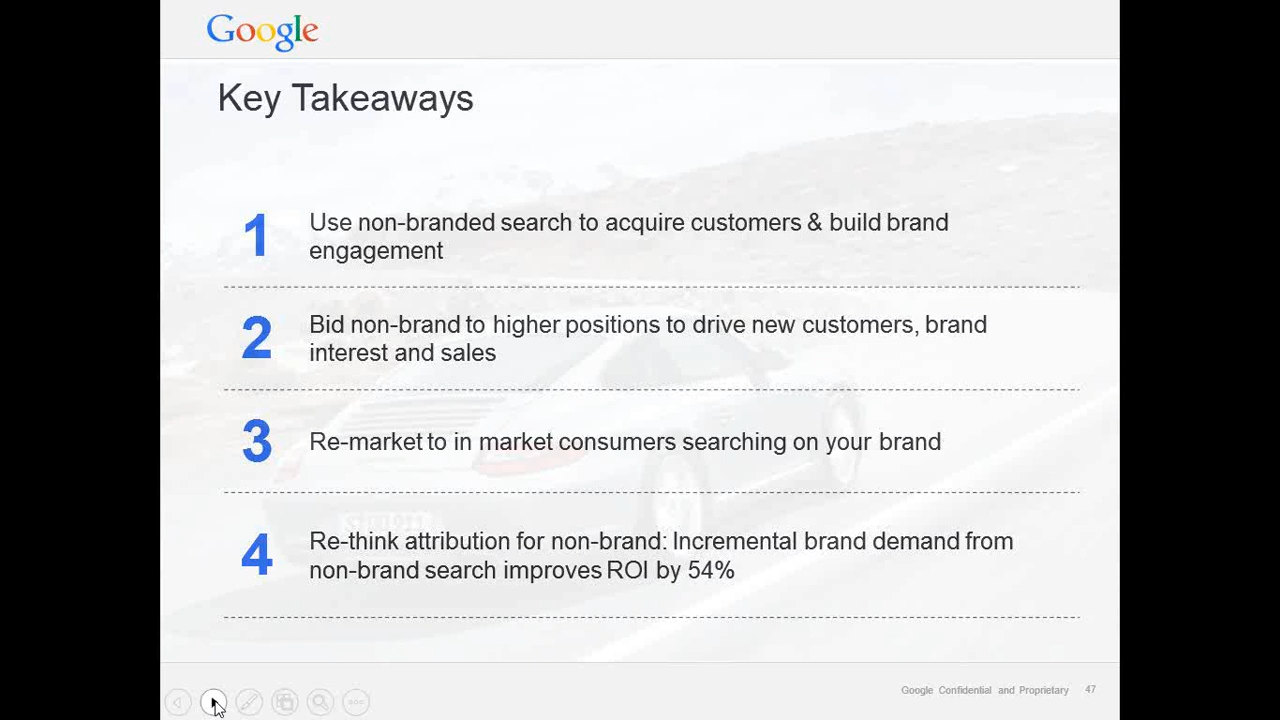 Google
Key Takeaways
1
Use non-branded search to acquire customers & build brand
engagement
2
Bid non-brand to higher positions to drive new customers, brand
interest and sales
3
Re-market to in market consumers searching on your brand
4
Re-think attribution for non-brand: Incremental brand demand from
non-brand search improves ROI by 54%
Google Confidential and Proprietary 47